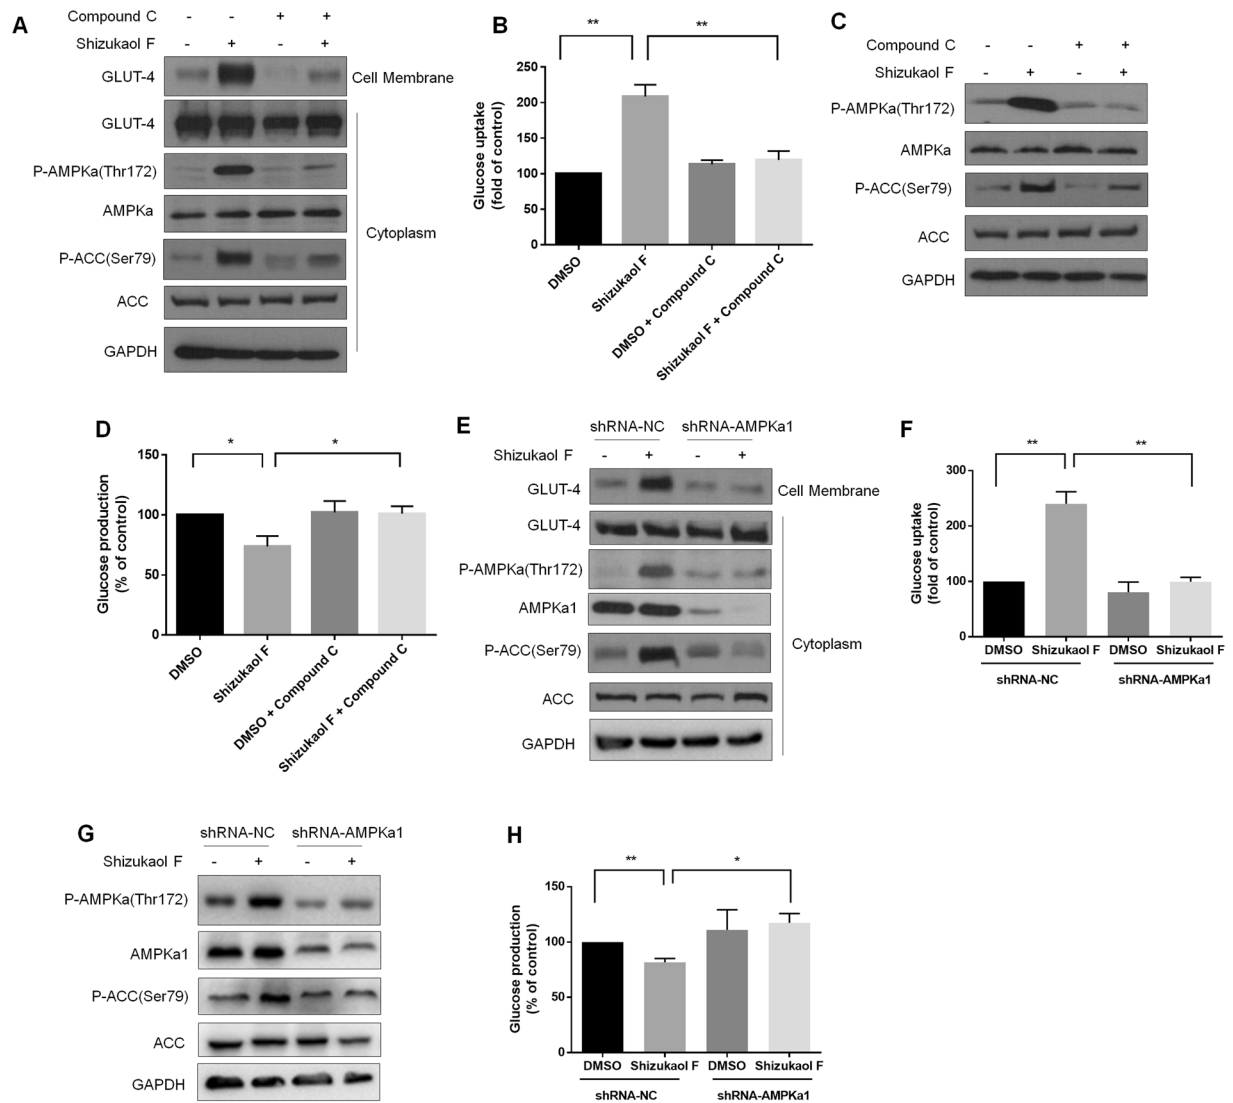 A
Compound C - - + +
Shizukaol F - + - +
GLUT-4
Cell Membrane
GLUT-4
P-AMPKa(Thr172)
AMPKa
P-ACC(Ser79)
ACC
GAPDH
Cytoplasm
B
** **
Glucose uptake
(fold of control)
250
200
150
100
50
0
DMSO
Shizukaol F
DMSO + Compound C
Shizukaol F + Compound C
C
Compound C - - + +
Shizukaol F - + - +
P-AMPKa(Thr172)
AMPKa
P-ACC(Ser79)
ACC
GAPDH
D
* *
Glucose production
(% of control)
150
100
50
0
DMSO
Shizukaol F
DMSO + Compound C
Shizukaol F + Compound C
E
shRNA-NC shRNA-AMPKa1
Shizukaol F - + - +
GLUT-4
Cell Membrane
GLUT-4
P-AMPKa(Thr172)
AMPKa1
P-ACC(Ser79)
ACC
GAPDH
Cytoplasm
F
** **
Glucose uptake
(fold of control)
300
200
100
0
DMSO Shizukaol F DMSO Shizukaol F
shRNA-NC shRNA-AMPKa1
G
shRNA-NC shRNA-AMPKa1
Shizukaol F - + - +
P-AMPKa(Thr172)
AMPKa1
P-ACC(Ser79)
ACC
GAPDH
H
** *
Glucose production
(% of control)
150
100
50
0
DMSO Shizukaol F DMSO Shizukaol F
shRNA-NC shRNA-AMPKa1